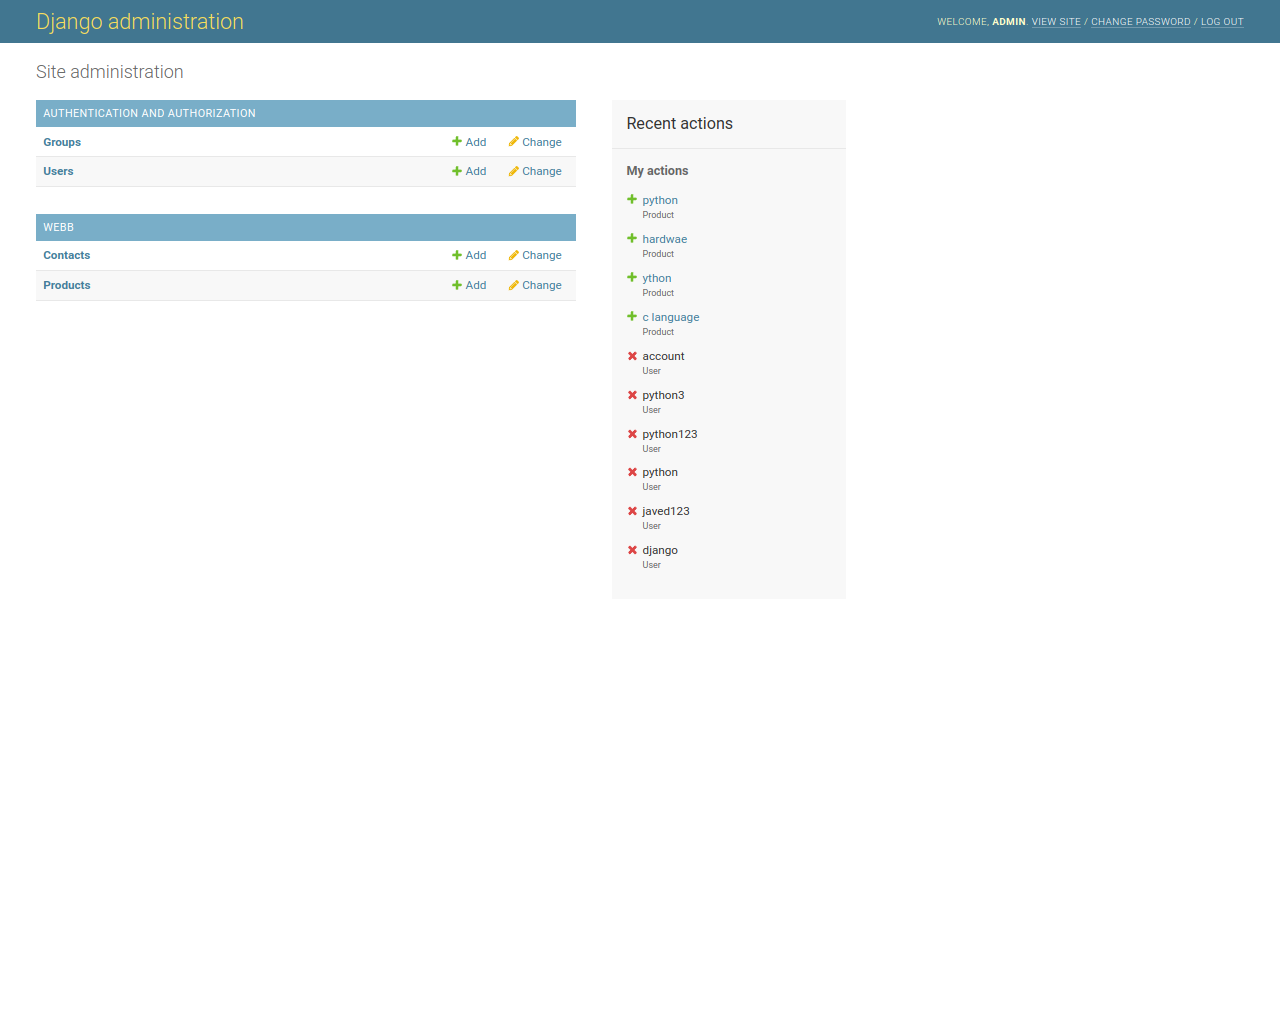 Django administration
WELCOME, ADMIN. VIEW SITE / CHANGE PASSWORD / LOG OUT
Site administration
AUTHENTICATION AND AUTHORIZATION
Groups Add Change
Users Add Change
WEBB
Contacts Add Change
Products Add Change
Recent actions
My actions
python
Product
hardwae
Product
ython
Product
c language
Product
account
User
python3
User
python123
User
python
User
javed123
User
django
User